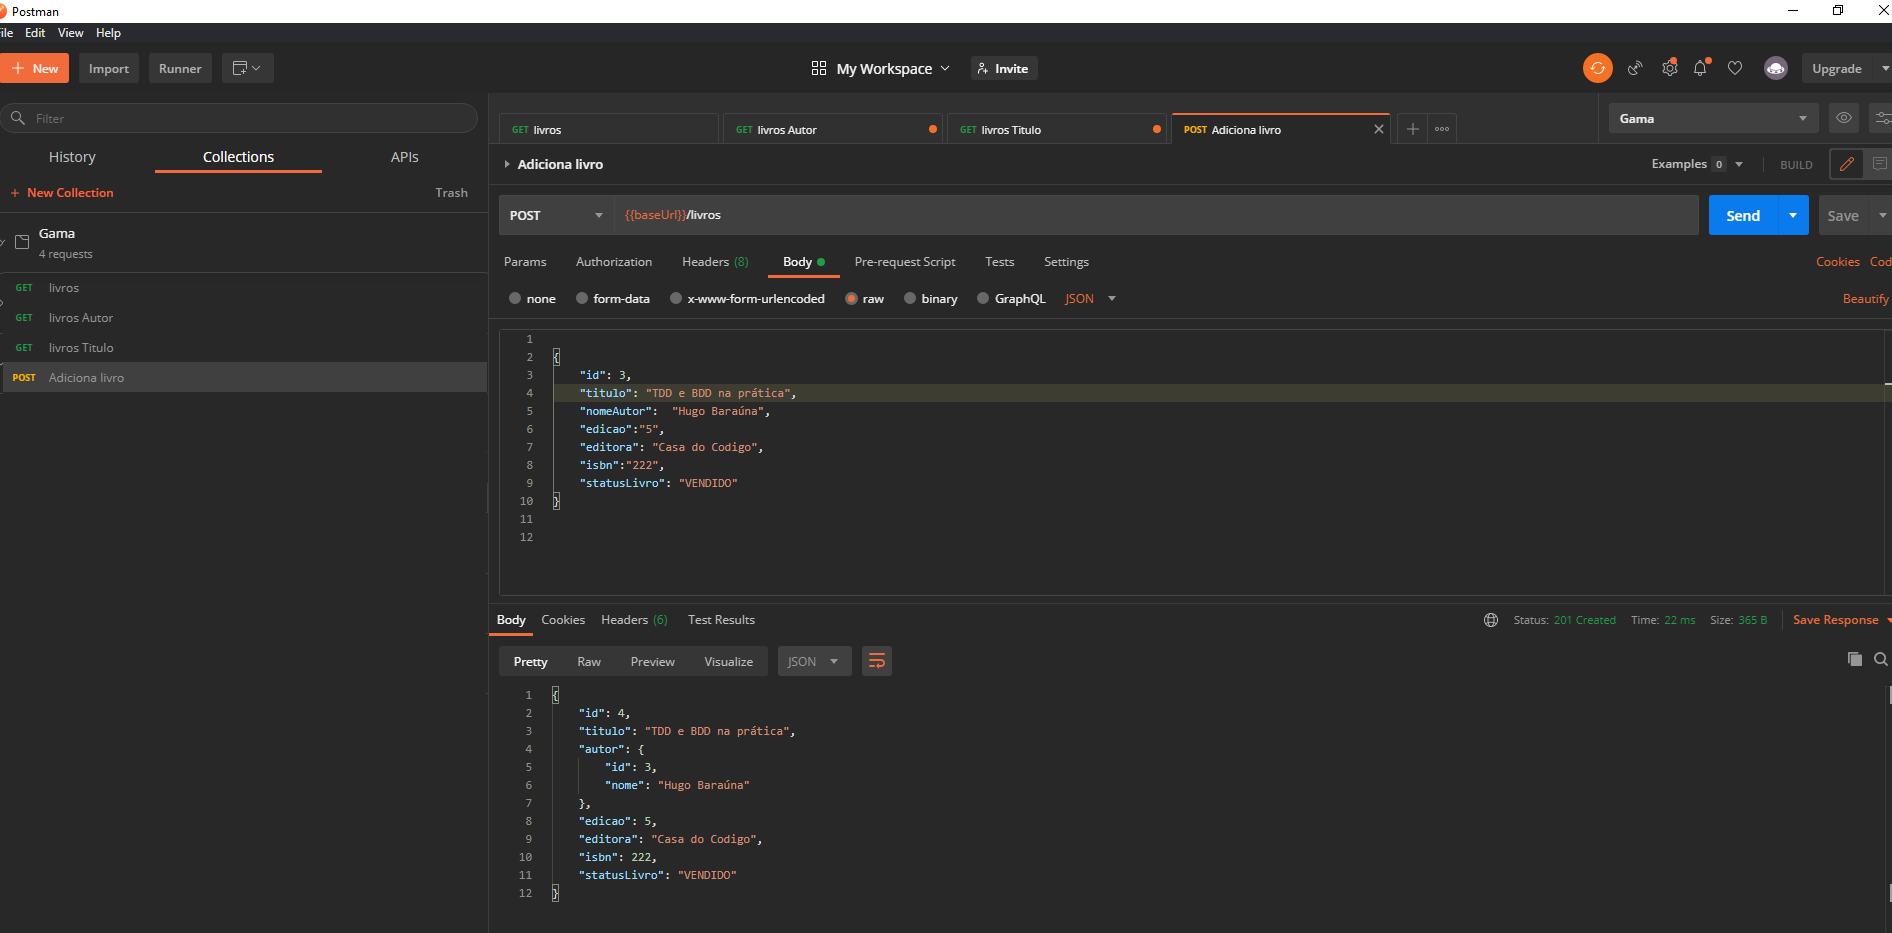 Postman
ile Edit View Help
+ New Import Runner
My Workspace Invite Upgrade
Filter
History Collections APIs
+ New Collection Trash
Gama
4 requests
GET livros
GET livros Autor
GET livros Titulo
POST Adiciona livro
GET livros GET livros Autor GET livros Titulo POST Adiciona livro Gama
Adiciona livro Examples 0 BUILD
POST {{baseUrl}}/livros Send Save
Params Authorization Headers (8) Body Pre-request Script Tests Settings Cookies Cod
none form-data x-www-form-urlencoded raw binary GraphQL JSON Beautify
1
2 {
3 "id": 3,
4 "titulo": "TDD e BDD na prática",
5 "nomeAutor":  "Hugo Baraúna",
6 "edicao":"5",
7 "editora": "Casa do Codigo",
8 "isbn":"222",
9 "statusLivro": "VENDIDO"
10 }
11
12
Body Cookies Headers (6) Test Results Status: 201 Created Time: 22 ms Size: 365 B Save Response
Pretty Raw Preview Visualize JSON
1 {
2 "id": 4,
3 "titulo": "TDD e BDD na prática",
4 "autor": {
5 "id": 3,
6 "nome": "Hugo Baraúna"
7 },
8 "edicao": 5,
9 "editora": "Casa do Codigo",
10 "isbn": 222,
11 "statusLivro": "VENDIDO"
12 }